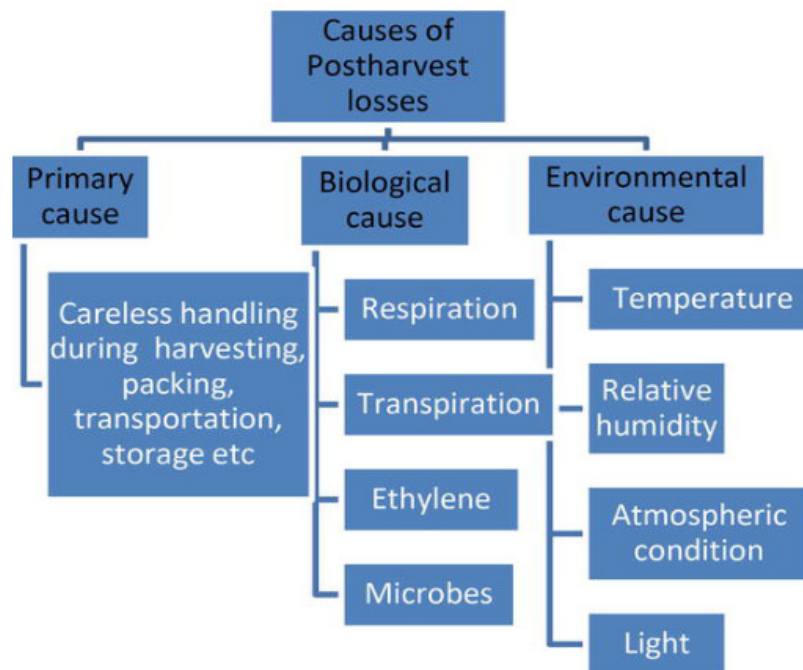 Causes of
Postharvest
losses
Primary
cause
Biological
cause
Environmental
cause
Careless handling
during harvesting,
packing,
transportation,
storage etc
Respiration
Transpiration
Ethylene
Microbes
Temperature
Relative
humidity
Atmospheric
condition
Light